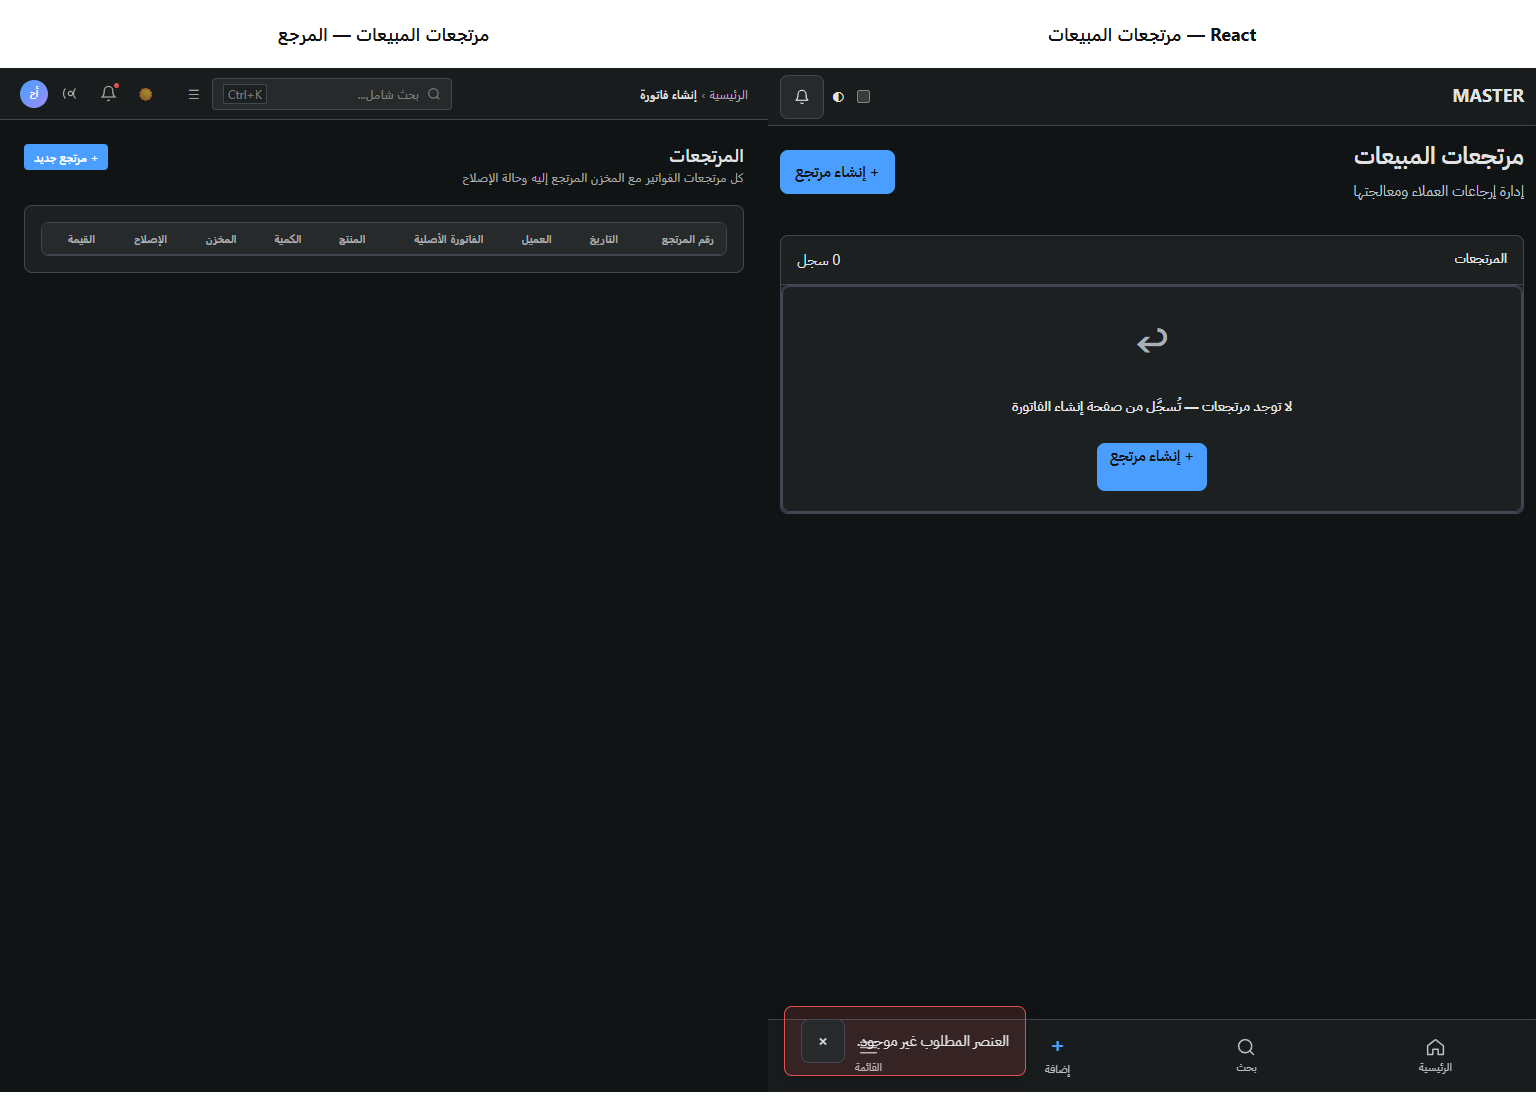 React — مرتجعات المبيعات
MASTER
مرتجعات المبيعات
إدارة إرجاعات العملاء ومعالجتها
+ إنشاء مرتجع
المرتجعات
0 سجل
لا توجد مرتجعات — تُسجَّل من صفحة إنشاء الفاتورة
+ إنشاء مرتجع
العنصر المطلوب غير موجود.
×
الرئيسية
بحث
+
إضافة
القائمة
مرتجعات المبيعات — المرجع
الرئيسية › إنشاء فاتورة
بحث شامل...
Ctrl+K
أح
المرتجعات
كل مرتجعات الفواتير مع المخزن المرتجع إليه وحالة الإصلاح
+ مرتجع جديد
رقم المرتجع التاريخ العميل الفاتورة الأصلية المنتج الكمية المخزن الإصلاح القيمة